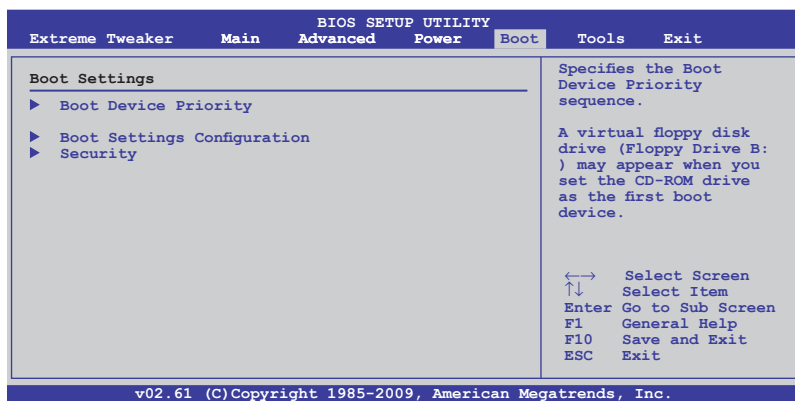 BIOS SETUP UTILITY
Extreme Tweaker Main Advanced Power Boot Tools Exit
Boot Settings
Boot Device Priority
Boot Settings Configuration
Security
Specifies the Boot
Device Priority
sequence.
A virtual floppy disk
drive (Floppy Drive B:
) may appear when you
set the CD-ROM drive
as the first boot
device.
←→ Select Screen
↑↓ Select Item
Enter Go to Sub Screen
F1 General Help
F10 Save and Exit
ESC Exit
v02.61 (C)Copyright 1985-2009, American Megatrends, Inc.